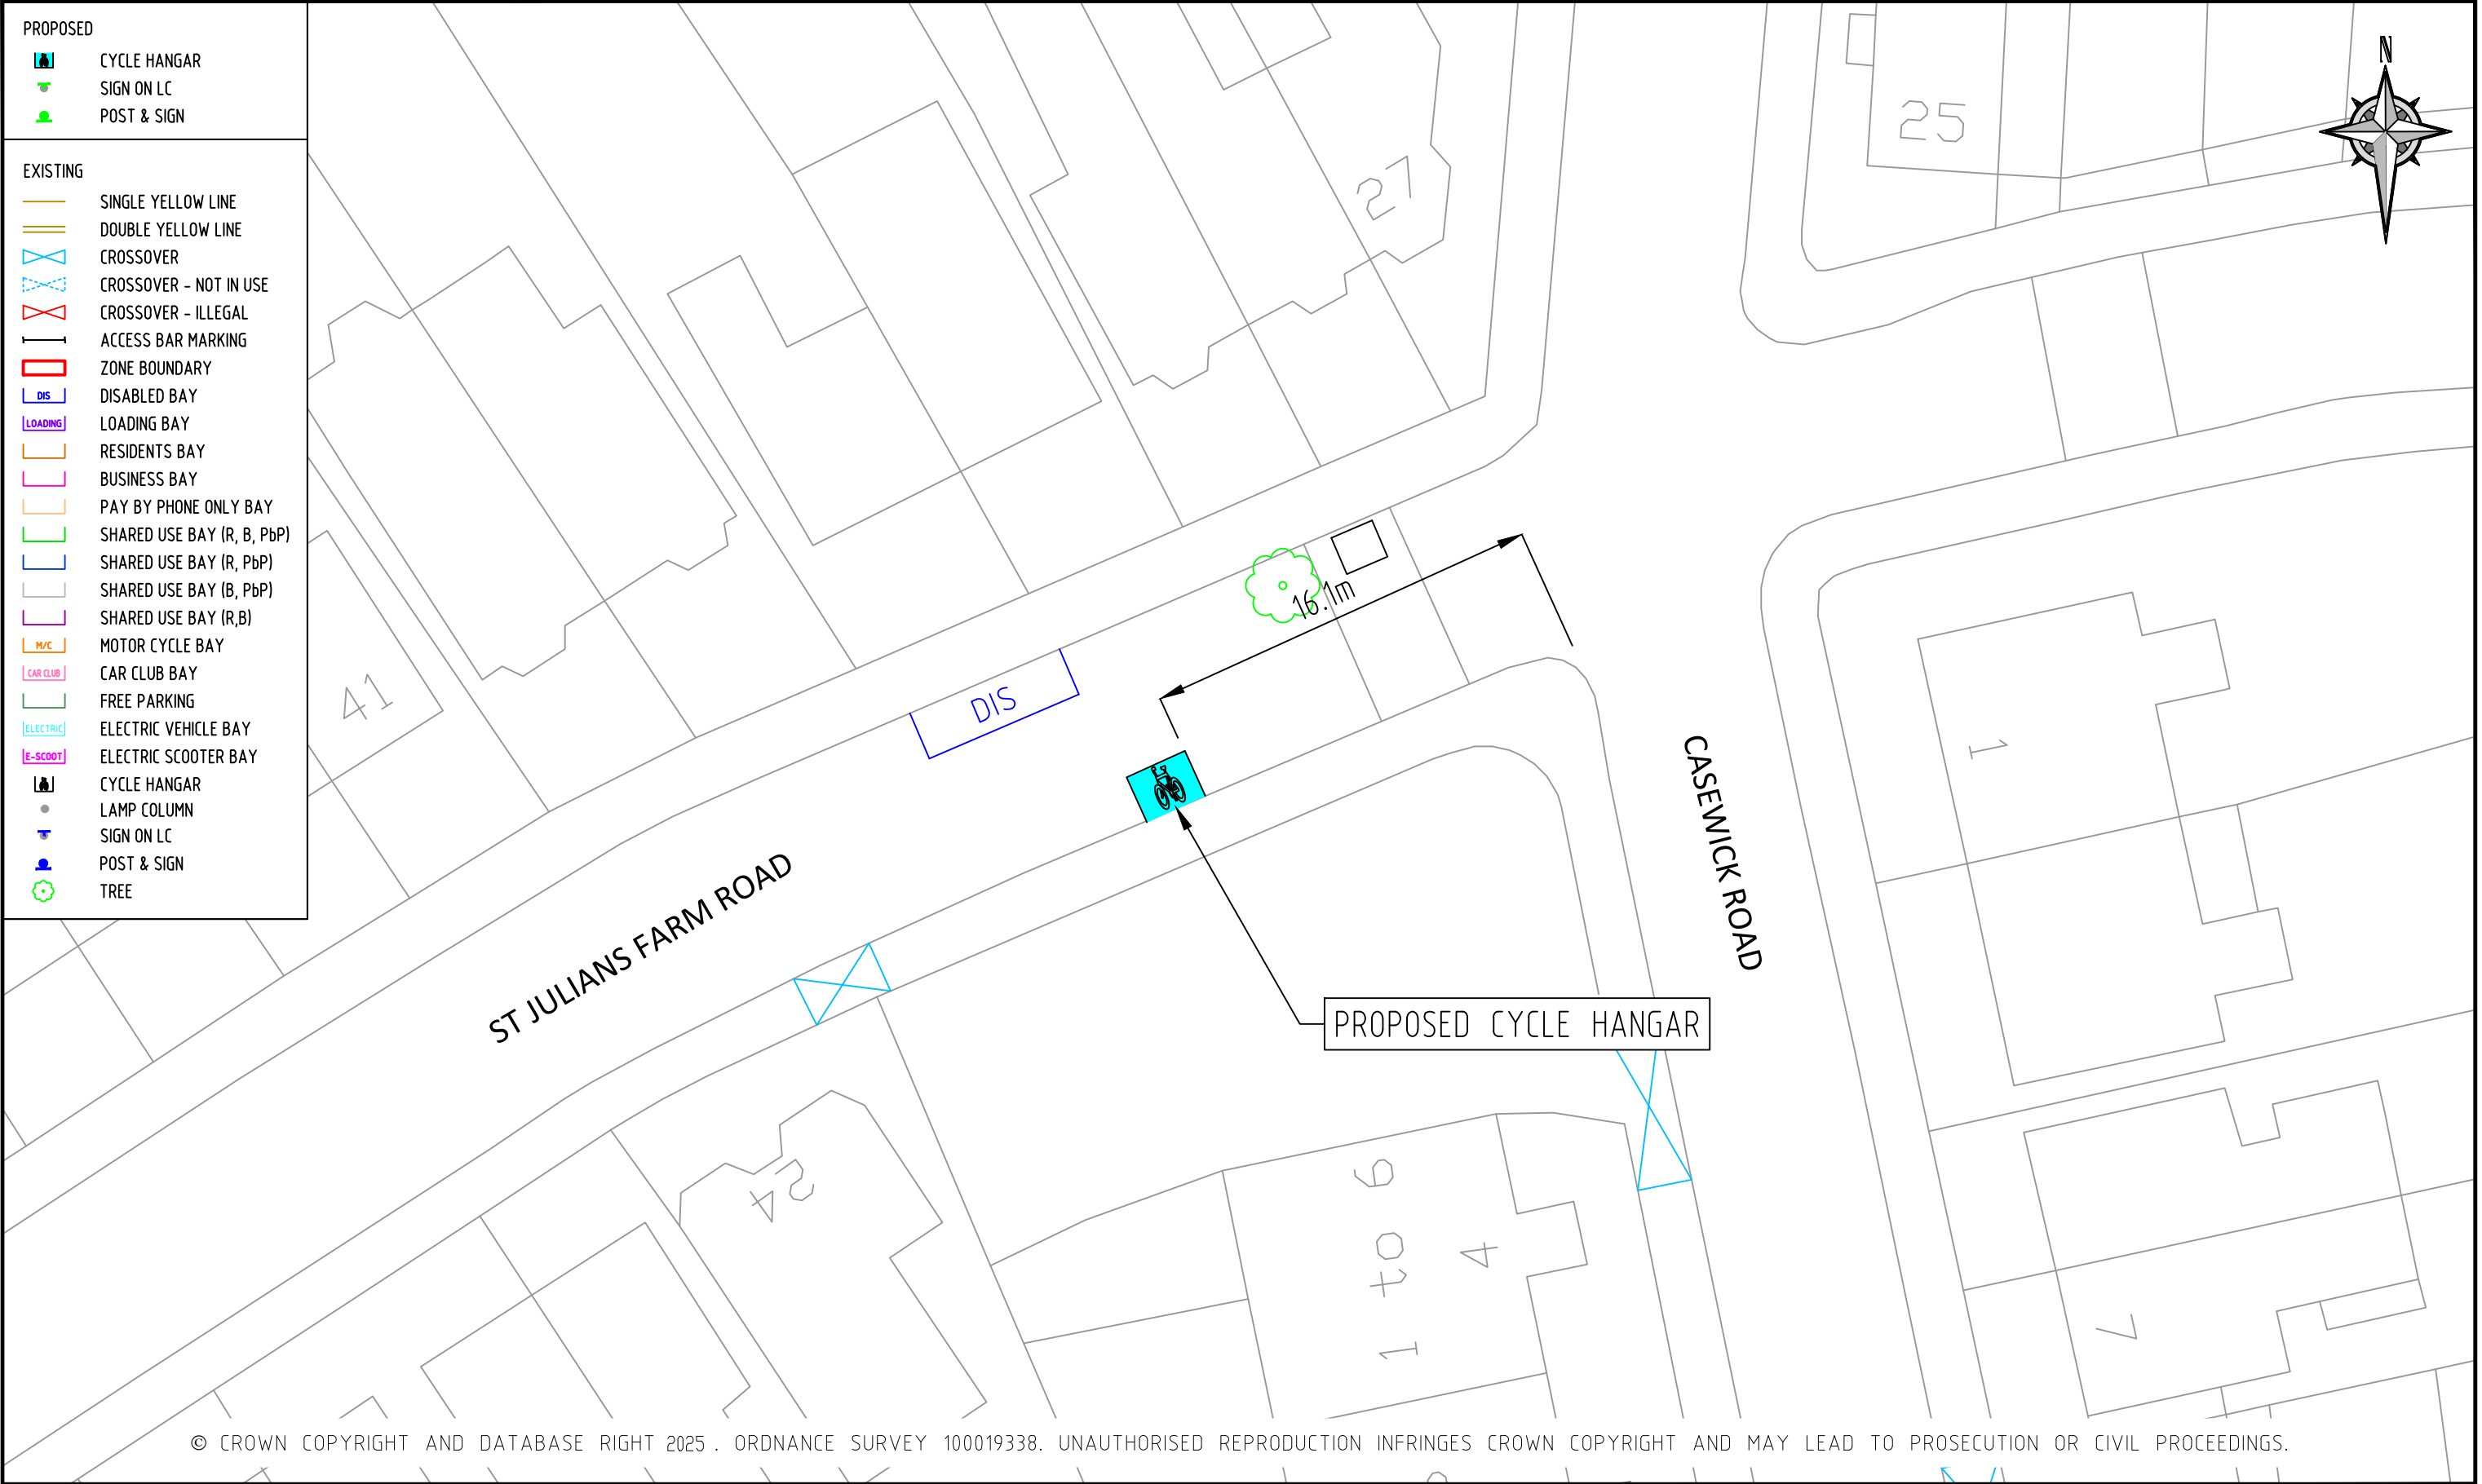 PROPOSED
CYCLE HANGAR
SIGN ON LC
POST & SIGN
EXISTING
SINGLE YELLOW LINE
DOUBLE YELLOW LINE
CROSSOVER
CROSSOVER - NOT IN USE
CROSSOVER - ILLEGAL
ACCESS BAR MARKING
ZONE BOUNDARY
DIS DISABLED BAY
LOADING LOADING BAY
RESIDENTS BAY
BUSINESS BAY
PAY BY PHONE ONLY BAY
SHARED USE BAY (R, B, PbP)
SHARED USE BAY (R, PbP)
SHARED USE BAY (B, PbP)
SHARED USE BAY (R,B)
M/C MOTOR CYCLE BAY
CAR CLUB CAR CLUB BAY
FREE PARKING
ELECTRIC ELECTRIC VEHICLE BAY
E-SCOOT ELECTRIC SCOOTER BAY
CYCLE HANGAR
LAMP COLUMN
SIGN ON LC
POST & SIGN
TREE
N
25
27
41
16.1m
DIS
1
ST JULIANS FARM ROAD
CASEWICK ROAD
PROPOSED CYCLE HANGAR
54
1 to 6
4
7
© CROWN COPYRIGHT AND DATABASE RIGHT 2025. ORDNANCE SURVEY 100019338. UNAUTHORISED REPRODUCTION INFRINGES CROWN COPYRIGHT AND MAY LEAD TO PROSECUTION OR CIVIL PROCEEDINGS.